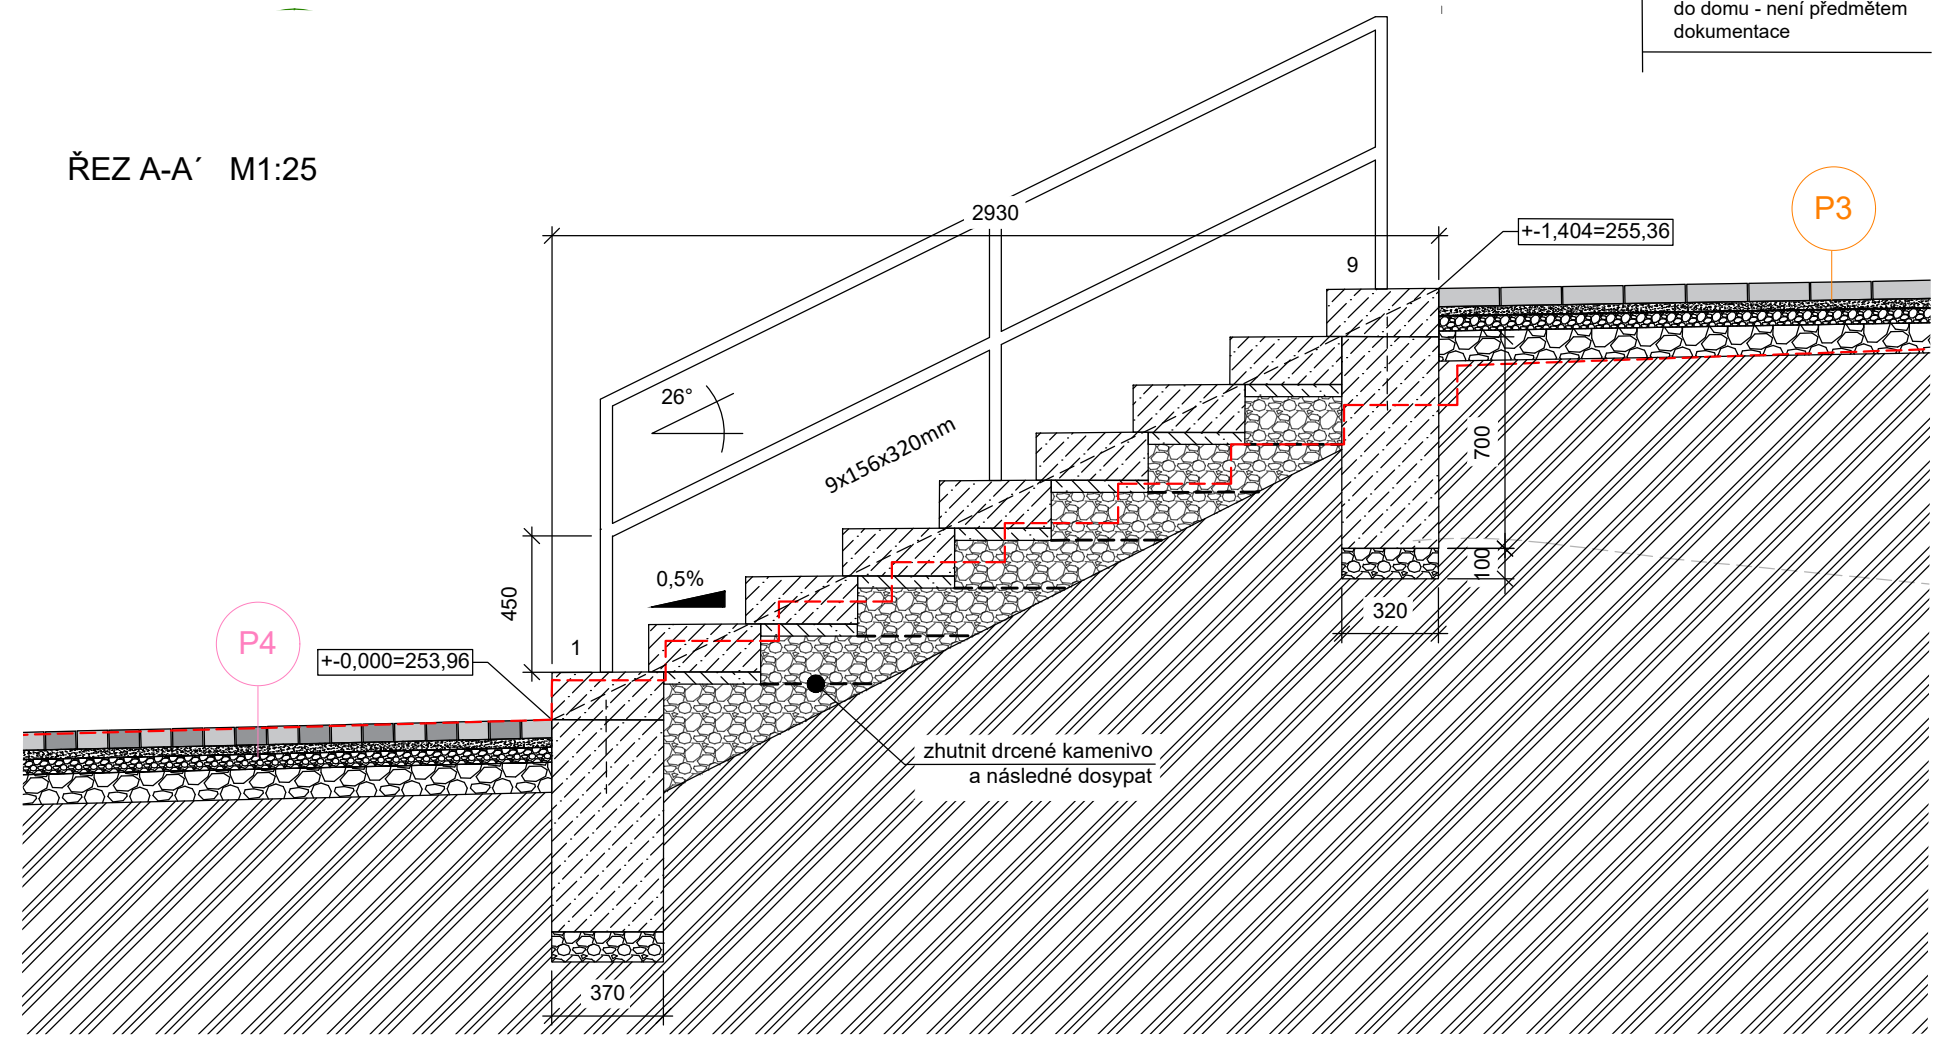 do domu - není předmětem
dokumentace
ŘEZ A-A´ M1:25
2930
+-1,404=255,36
P3
9
26°
9x156x320mm
700
100
320
0,5%
450
1
P4
+-0,000=253,96
zhutnit drcené kamenivo
a následné dosypat
370